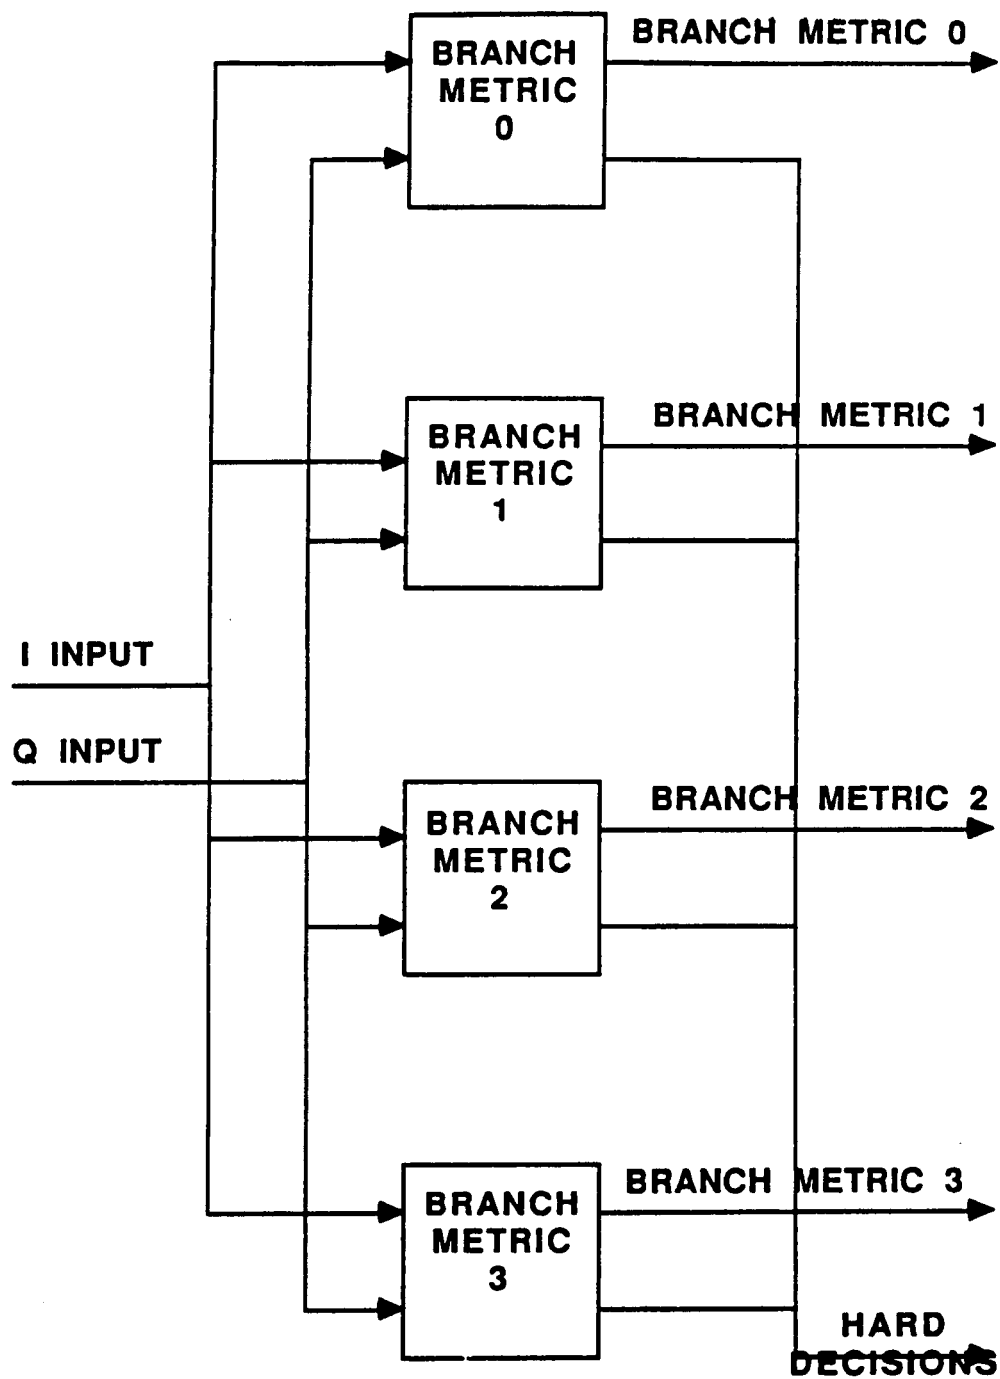 BRANCH METRIC 0
BRANCH
METRIC
0
BRANCH METRIC 1
BRANCH
METRIC
1
I INPUT
Q INPUT
BRANCH METRIC 2
BRANCH
METRIC
2
BRANCH METRIC 3
BRANCH
METRIC
3
HARD
DECISIONS